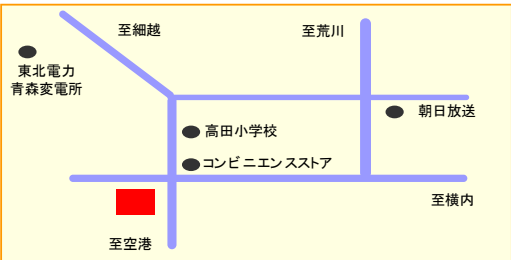 至細越
至荒川
東北電力
青森変電所
朝日放送
高田小学校
コンビニエンスストア
至横内
至空港